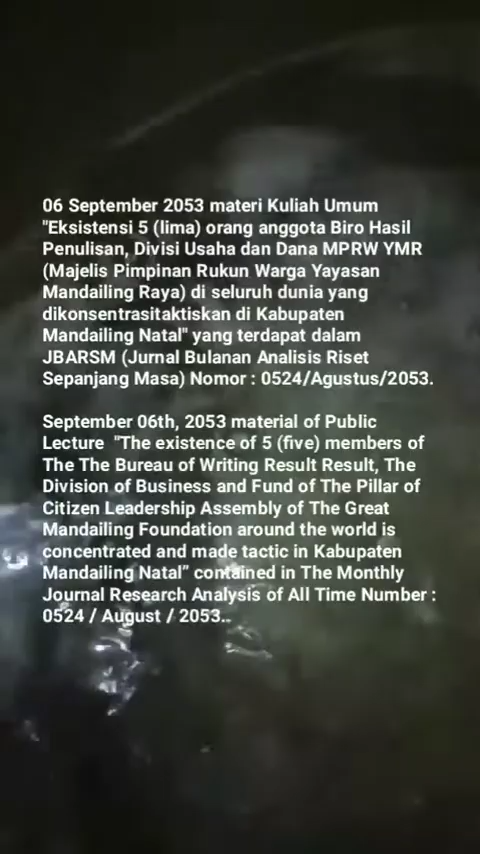 06 September 2053 materi Kuliah Umum
"Eksistensi 5 (lima) orang anggota Biro Hasil
Penulisan, Divisi Usaha dan Dana MPRW YMR
(Majelis Pimpinan Rukun Warga Yayasan
Mandailing Raya) di seluruh dunia yang
dikonsentrasitaktiskan di Kabupaten
Mandailing Natal" yang terdapat dalam
JBARSM (Jurnal Bulanan Analisis Riset
Sepanjang Masa) Nomor : 0524/Agustus/2053.
September 06th, 2053 material of Public
Lecture "The existence of 5 (five) members of
The The Bureau of Writing Result Result, The
Division of Business and Fund of The Pillar of
Citizen Leadership Assembly of The Great
Mandailing Foundation around the world is
concentrated and made tactic in Kabupaten
Mandailing Natal" contained in The Monthly
Journal Research Analysis of All Time Number :
0524 / August / 2053..